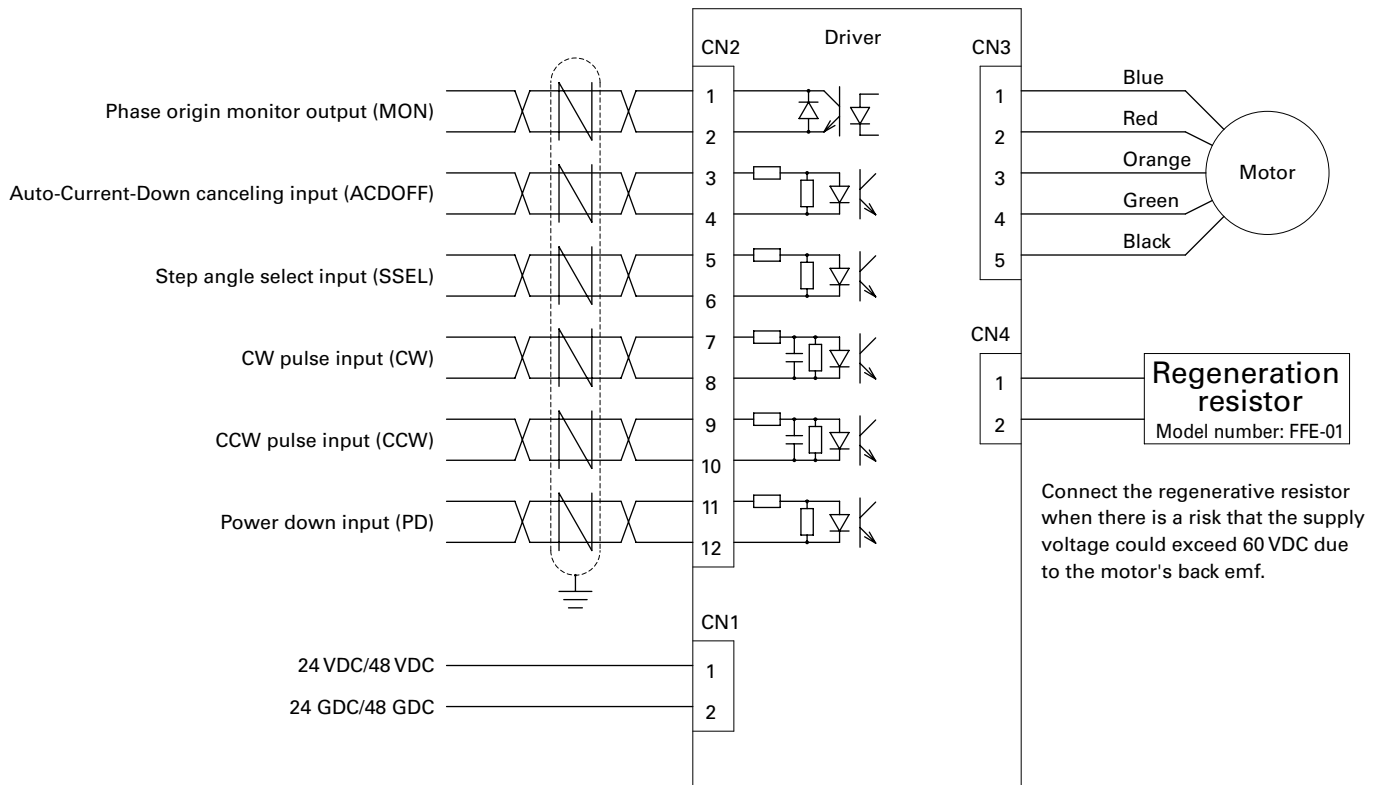 Driver
CN2
Phase origin monitor output (MON)
1
2
Auto-Current-Down canceling input (ACDOFF)
3
4
Step angle select input (SSEL)
5
6
CW pulse input (CW)
7
8
CCW pulse input (CCW)
9
10
Power down input (PD)
11
12
CN1
24 VDC/48 VDC
1
24 GDC/48 GDC
2
CN3
1
Blue
2
Red
3
Orange
4
Green
5
Black
Motor
CN4
1
2
Regeneration
resistor
Model number: FFE-01
Connect the regenerative resistor
when there is a risk that the supply
voltage could exceed 60 VDC due
to the motor's back emf.